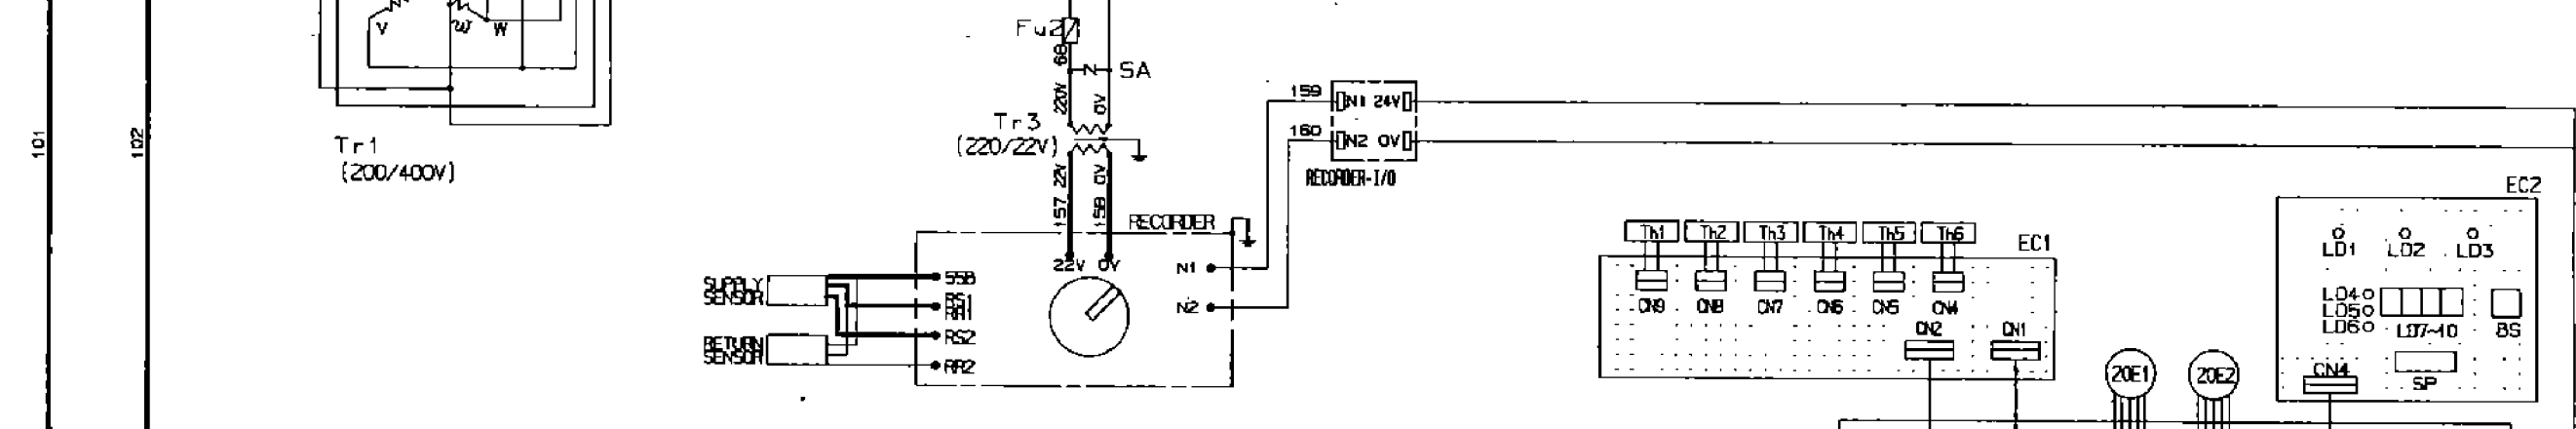 V W
Fu2
68
SA
220V 0V
159
N1 24V
160
N2 0V
RECORDER-I/O
101
102
Tr1
(200/400V)
Tr3
(220/22V)
22V 0V
157 158
RECORDER
22V 0V
N1
N2
SUPPLY
SENSOR
RETURN
SENSOR
SSB
RS1
RR1
RS2
RR2
Th1 Th2 Th3 Th4 Th5 Th6
EC1
CN9 CN8 CN7 CN6 CN5 CN4
CN2 CN1
20E1 20E2
EC2
LD1 LD2 LD3
LD4
LD5
LD6
LD7~10 BS
CN4 SP